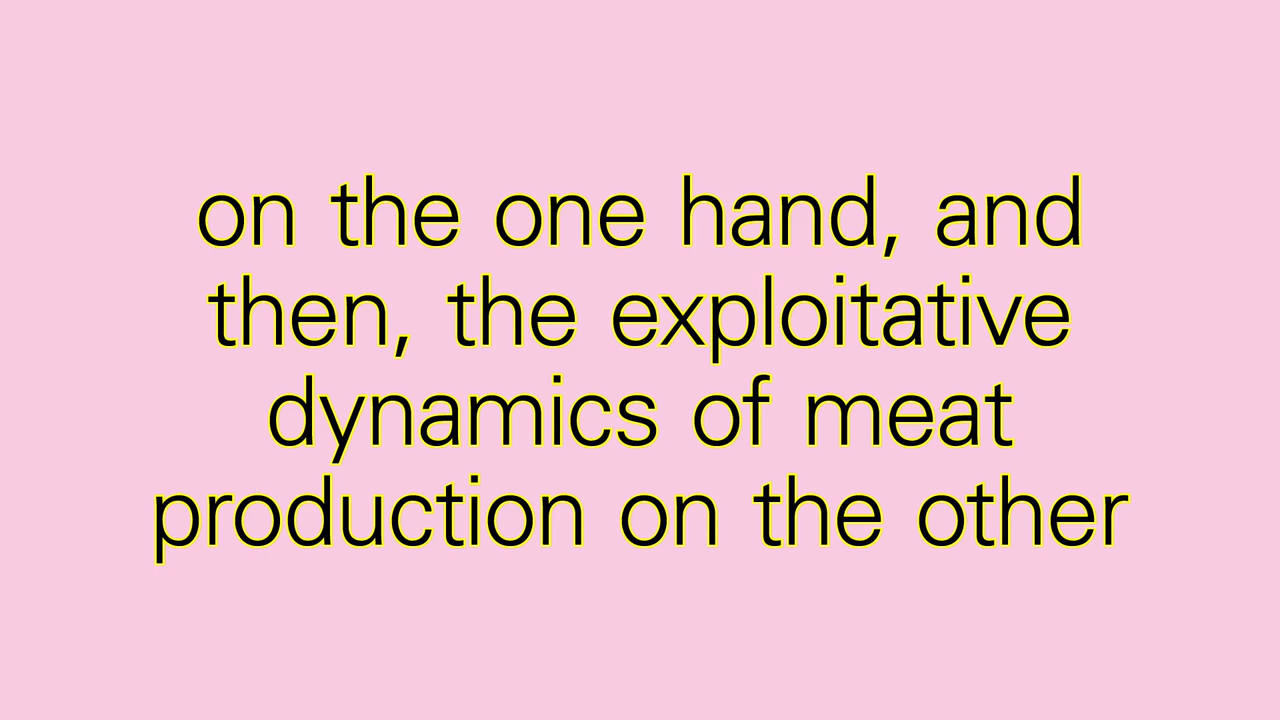 on the one hand, and
then, the exploitative
dynamics of meat
production on the other